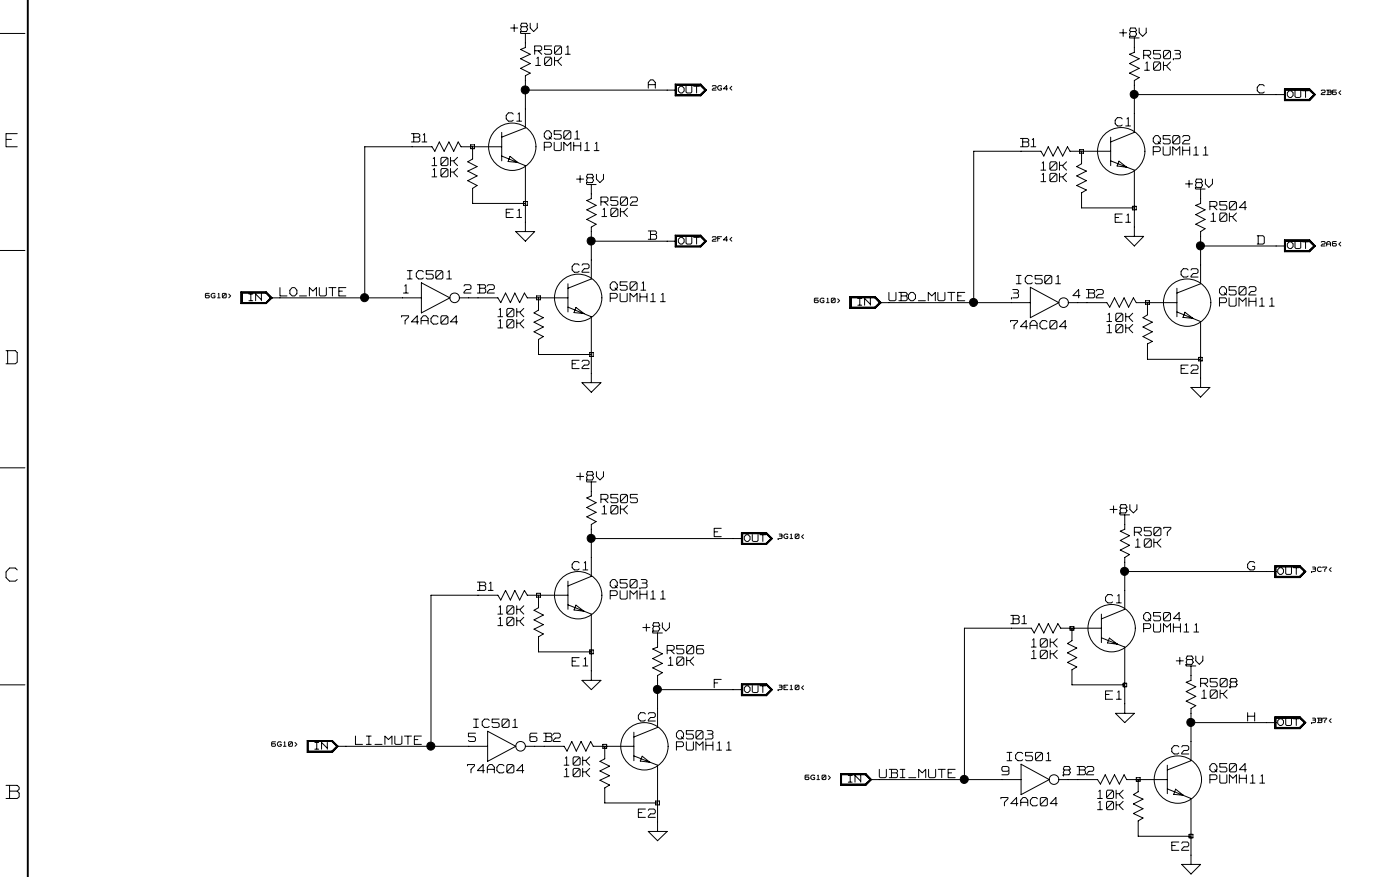 E
D
C
B
+8V
R501
10K
A
OUT
2G4<
C1
Q501
PUMH11
B1
10K
10K
E1
+8V
R502
10K
B
OUT
2F4<
C2
Q501
PUMH11
6G10>
IN
LO_MUTE
IC501
1
2
B2
74AC04
10K
10K
E2
+8V
R503
10K
C
OUT
2B6<
C1
Q502
PUMH11
B1
10K
10K
E1
+8V
R504
10K
D
OUT
2A6<
C2
Q502
PUMH11
6G10>
IN
UBO_MUTE
IC501
3
4
B2
74AC04
10K
10K
E2
+8V
R505
10K
E
OUT
3G10<
C1
Q503
PUMH11
B1
10K
10K
E1
+8V
R506
10K
F
OUT
3E10<
C2
Q503
PUMH11
6G10>
IN
LI_MUTE
IC501
5
6
B2
74AC04
10K
10K
E2
+8V
R507
10K
G
OUT
3C7<
C1
Q504
PUMH11
B1
10K
10K
E1
+8V
R508
10K
H
OUT
3B7<
C2
Q504
PUMH11
6G10>
IN
UBI_MUTE
IC501
9
8
B2
74AC04
10K
10K
E2